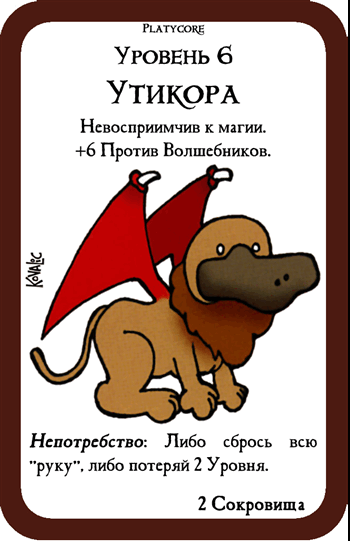 Platycore
Уровень 6
Утикора
Невосприимчив к магии.
+6 Против Волшебников.
Kovalic
Непотребство: Либо сбрось всю
"руку", либо потеряй 2 Уровня.
2 Сокровища